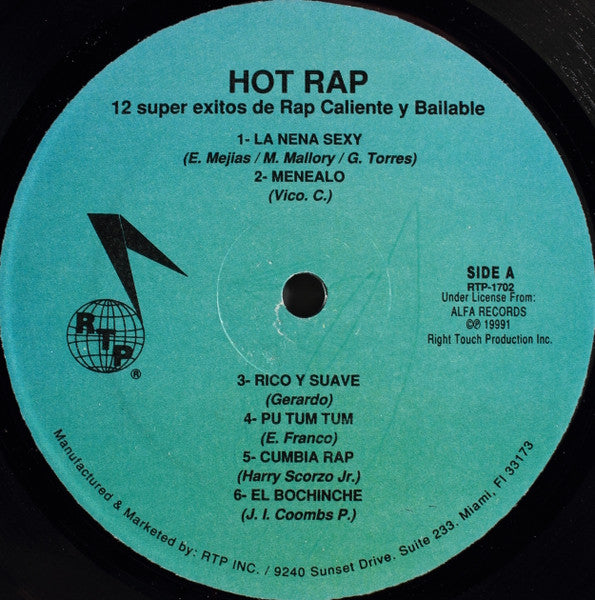 HOT RAP
12 super exitos de Rap Caliente y Bailable
1- LA NENA SEXY
(E. Mejias / M. Mallory / G. Torres)
2- MENEALO
(Vico. C.)
RTP
®
SIDE A
RTP-1702
Under License From:
ALFA RECORDS
©℗ 19991
Right Touch Production Inc.
3- RICO Y SUAVE
(Gerardo)
4- PU TUM TUM
(E. Franco)
5- CUMBIA RAP
(Harry Scorzo Jr.)
6- EL BOCHINCHE
(J. I. Coombs P.)
Manufactured & Marketed by: RTP INC. / 9240 Sunset Drive. Suite 233. Miami, Fl 33173